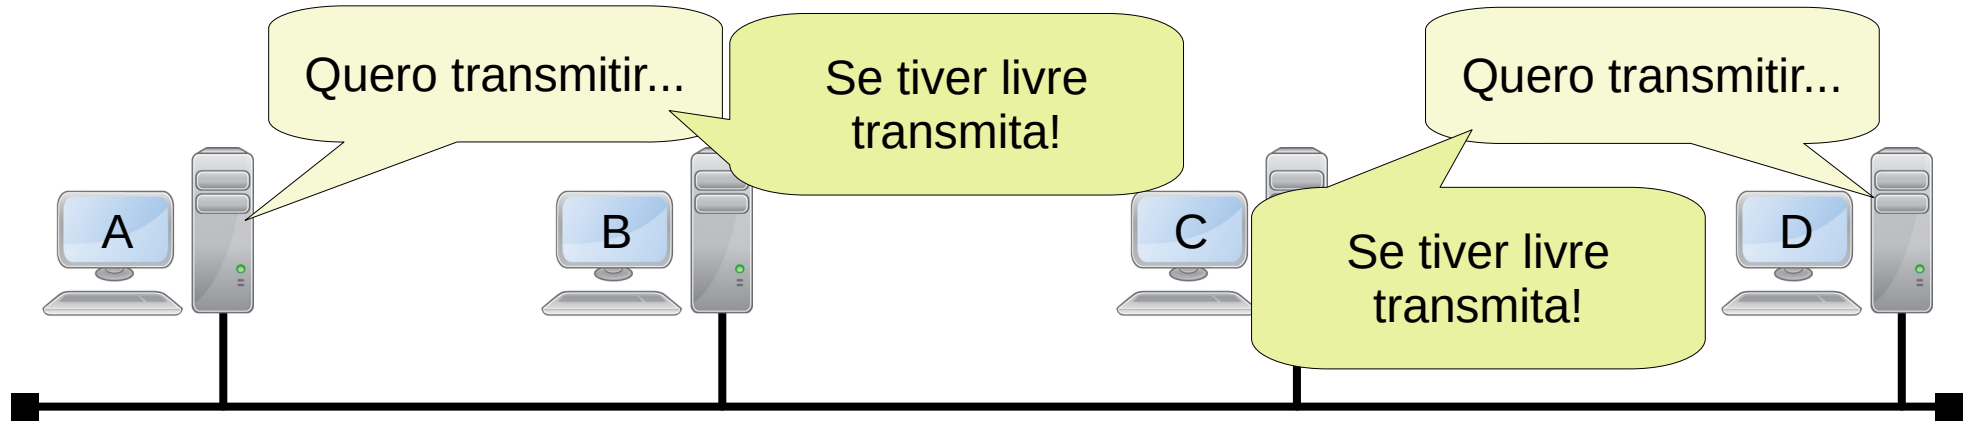 Quero transmitir...
Se tiver livre
transmita!
Quero transmitir...
A
B
C
Se tiver livre
transmita!
D